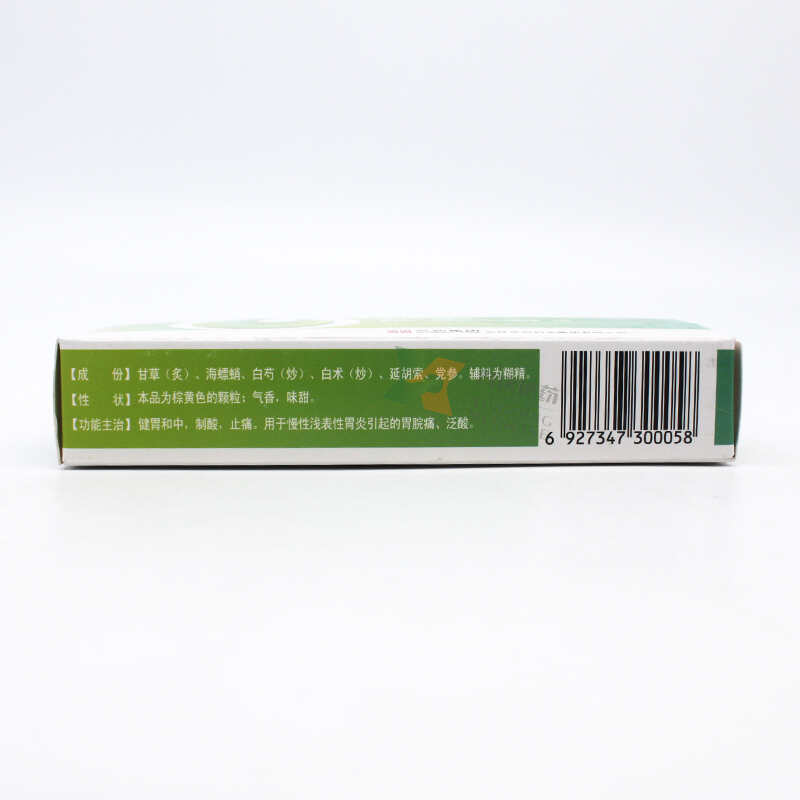 【成 份】甘草（炙）、海螵蛸、白芍（炒）、白术（炒）、延胡索、党参。辅料为糊精。
【性 状】本品为棕黄色的颗粒；气香，味甜。
【功能主治】健胃和中，制酸，止痛。用于慢性浅表性胃炎引起的胃脘痛、泛酸。
药
6 927347 300058